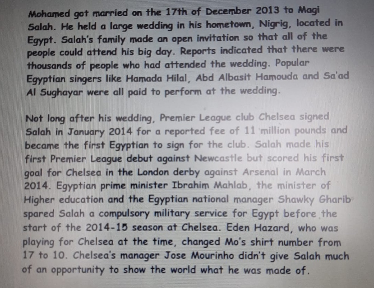 Mohamed got married on the 17th of December 2013 to Magi
Salah. He held a large wedding in his hometown, Nigrig, located in
Egypt. Salah's family made an open invitation so that all of the
people could attend his big day. Reports indicated that there were
thousands of people who had attended the wedding. Popular
Egyptian singers like Hamada Hilal, Abd Albasit Hamouda and Sa'ad
Al Sughayar were all paid to perform at the wedding.
Not long after his wedding, Premier League club Chelsea signed
Salah in January 2014 for a reported fee of 11 million pounds and
became the first Egyptian to sign for the club. Salah made his
first Premier League debut against Newcastle but scored his first
goal for Chelsea in the London derby against Arsenal in March
2014. Egyptian prime minister Ibrahim Mahlab, the minister of
Higher education and the Egyptian national manager Shawky Gharib
spared Salah a compulsory military service for Egypt before the
start of the 2014-15 season at Chelsea. Eden Hazard, who was
playing for Chelsea at the time, changed Mo's shirt number from
17 to 10. Chelsea's manager Jose Mourinho didn't give Salah much
of an opportunity to show the world what he was made of.